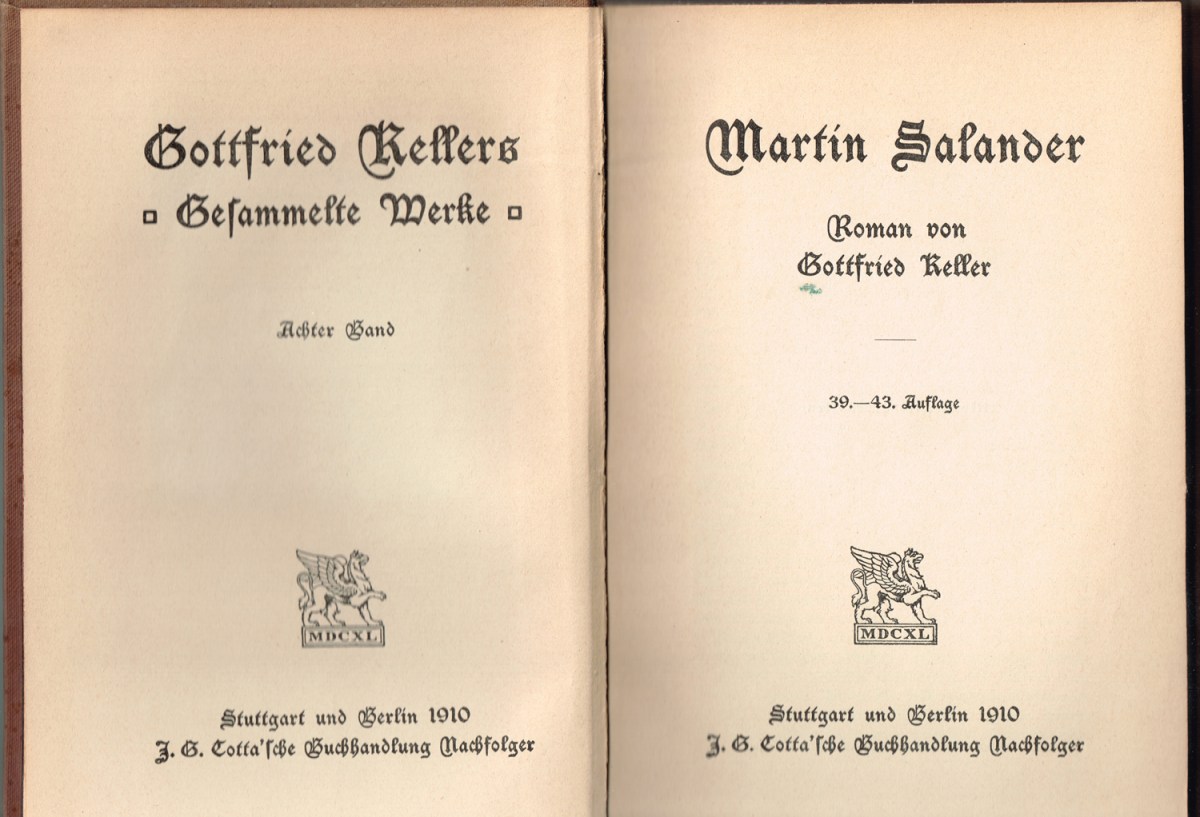 Gottfried Kellers
Gesammelte Werke
Achter Band
MDCXL
Stuttgart und Berlin 1910
J. G. Cotta'sche Buchhandlung Nachfolger
Martin Salander
Roman von
Gottfried Keller
39.—43. Auflage
MDCXL
Stuttgart und Berlin 1910
J. G. Cotta'sche Buchhandlung Nachfolger